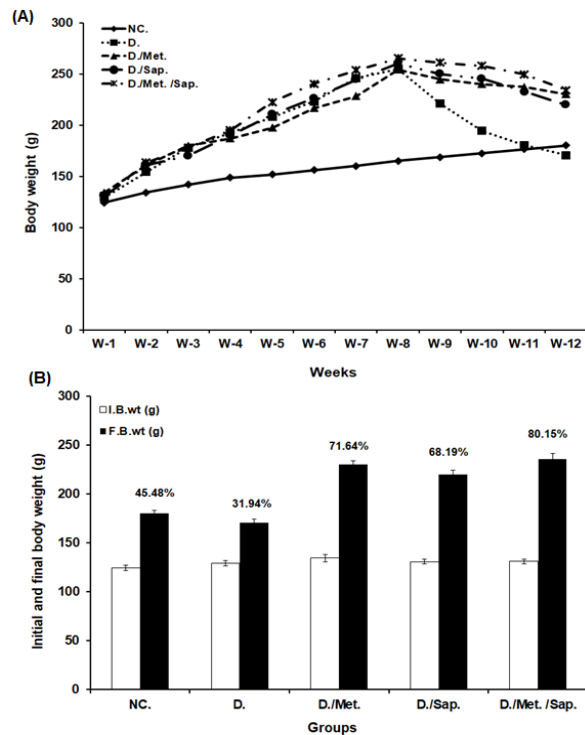 (A)
NC.
D.
D./Met.
D./Sap.
D./Met. /Sap.
300
250
200
150
100
50
0
Body weight (g)
W-1 W-2 W-3 W-4 W-5 W-6 W-7 W-8 W-9 W-10 W-11 W-12
Weeks
(B)
I.B.wt (g)
F.B.wt (g)
300
250
200
150
100
50
0
Initial and final body weight (g)
45.48%
31.94%
71.64%
68.19%
80.15%
NC. D. D./Met. D./Sap. D./Met. /Sap.
Groups